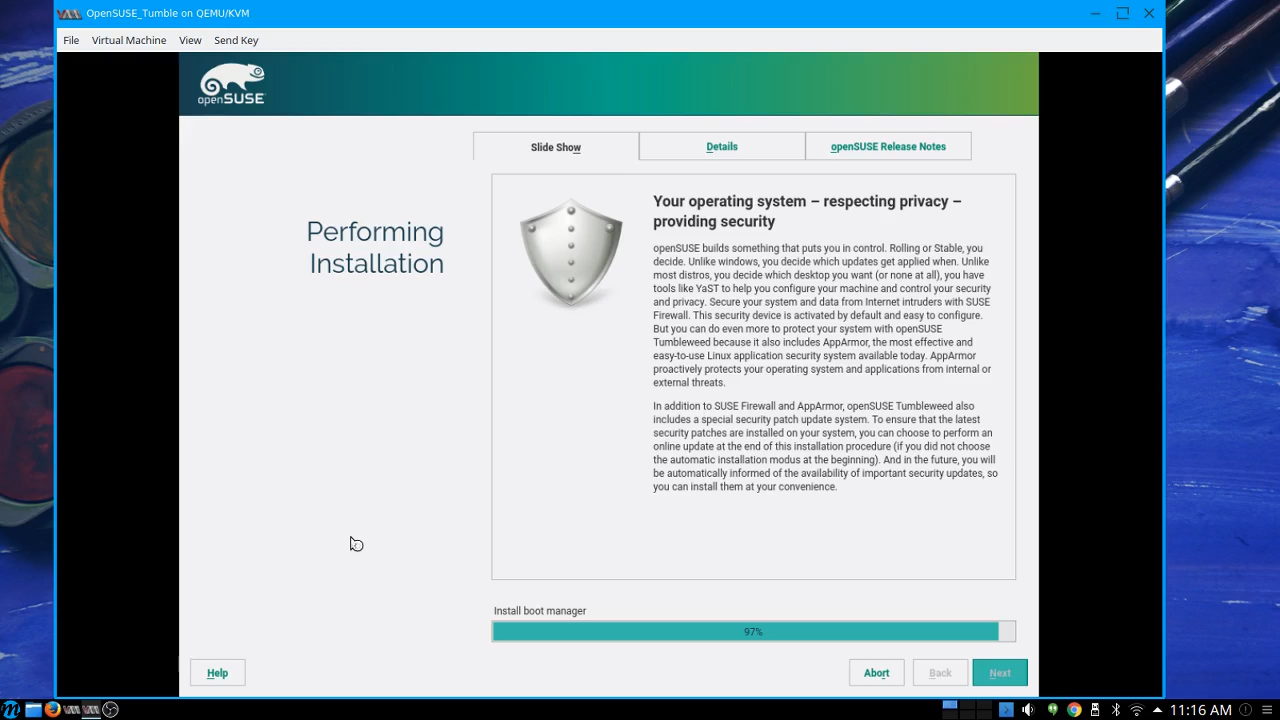 OpenSUSE_Tumble on QEMU/KVM
File Virtual Machine View Send Key
openSUSE
Slide Show Details openSUSE Release Notes
Performing
Installation
Your operating system – respecting privacy –
providing security
openSUSE builds something that puts you in control. Rolling or Stable, you
decide. Unlike windows, you decide which updates get applied when. Unlike
most distros, you decide which desktop you want (or none at all), you have
tools like YaST to help you configure your machine and control your security
and privacy. Secure your system and data from Internet intruders with SUSE
Firewall. This security device is activated by default and easy to configure.
But you can do even more to protect your system with openSUSE
Tumbleweed because it also includes AppArmor, the most effective and
easy-to-use Linux application security system available today. AppArmor
proactively protects your operating system and applications from internal or
external threats.
In addition to SUSE Firewall and AppArmor, openSUSE Tumbleweed also
includes a special security patch update system. To ensure that the latest
security patches are installed on your system, you can choose to perform an
online update at the end of this installation procedure (if you did not choose
the automatic installation modus at the beginning). And in the future, you will
be automatically informed of the availability of important security updates, so
you can install them at your convenience.
Install boot manager
97%
Help Abort Back Next
11:16 AM